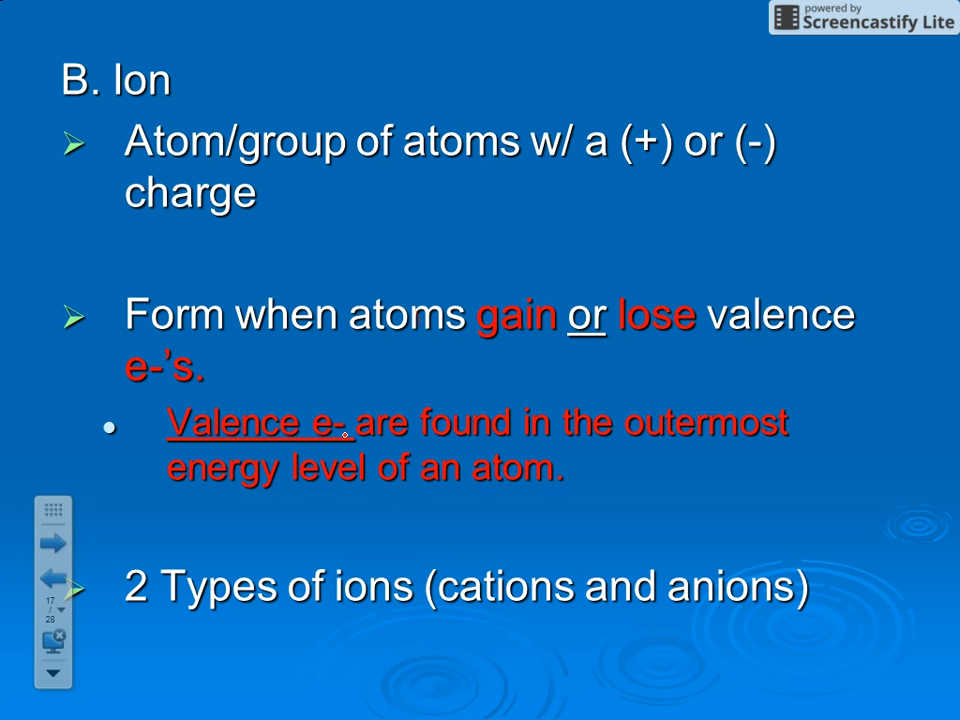 powered by
Screencastify Lite
B. Ion
Atom/group of atoms w/ a (+) or (-)
charge
Form when atoms gain or lose valence
e-’s.
Valence e- are found in the outermost
energy level of an atom.
2 Types of ions (cations and anions)
17
/
28